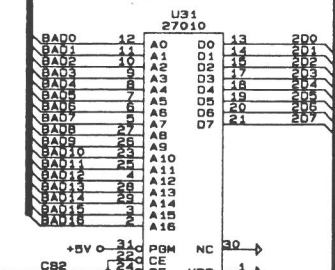 U31
27010
BAD0 12 A0 D0 13 2D0
BAD1 11 A1 D1 14 2D1
BAD2 10 A2 D2 15 2D2
BAD3 9 A3 D3 17 2D3
BAD4 8 A4 D4 18 2D4
BAD5 7 A5 D5 19 2D5
BAD6 6 A6 D6 20 2D6
BAD7 5 A7 D7 21 2D7
BAD8 27 A8
BAD9 26 A9
BAD10 23 A10
BAD11 25 A11
BAD12 4 A12
BAD13 28 A13
BAD14 29 A14
BAD15 3 A15
BAD16 2 A16
+5V 31 PGM NC 30
22 CE
CB2 24 1